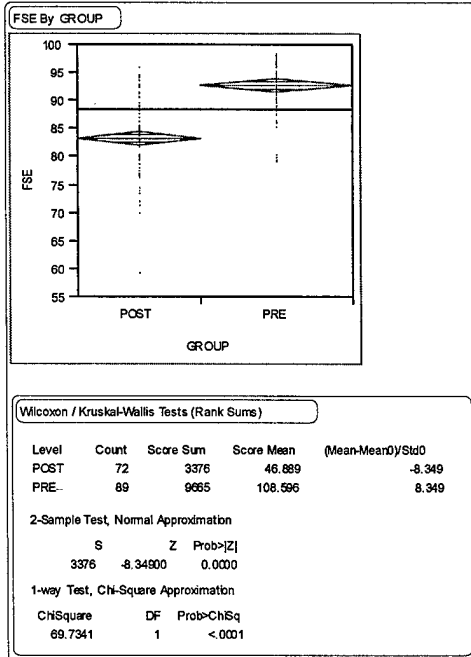 FSE By GROUP
100
95
90
85
80
75
70
65
60
55
FSE
POST PRE
GROUP
Wilcoxon / Kruskal-Wallis Tests (Rank Sums)
Level Count Score Sum Score Mean (Mean-Mean0)/Std0
POST 72 3376 46.889 -8.349
PRE-- 89 9665 108.596 8.349
2-Sample Test, Normal Approximation
S Z Prob>|Z|
3376 -8.34900 0.0000
1-way Test, Chi-Square Approximation
ChiSquare DF Prob>ChiSq
69.7341 1 <.0001